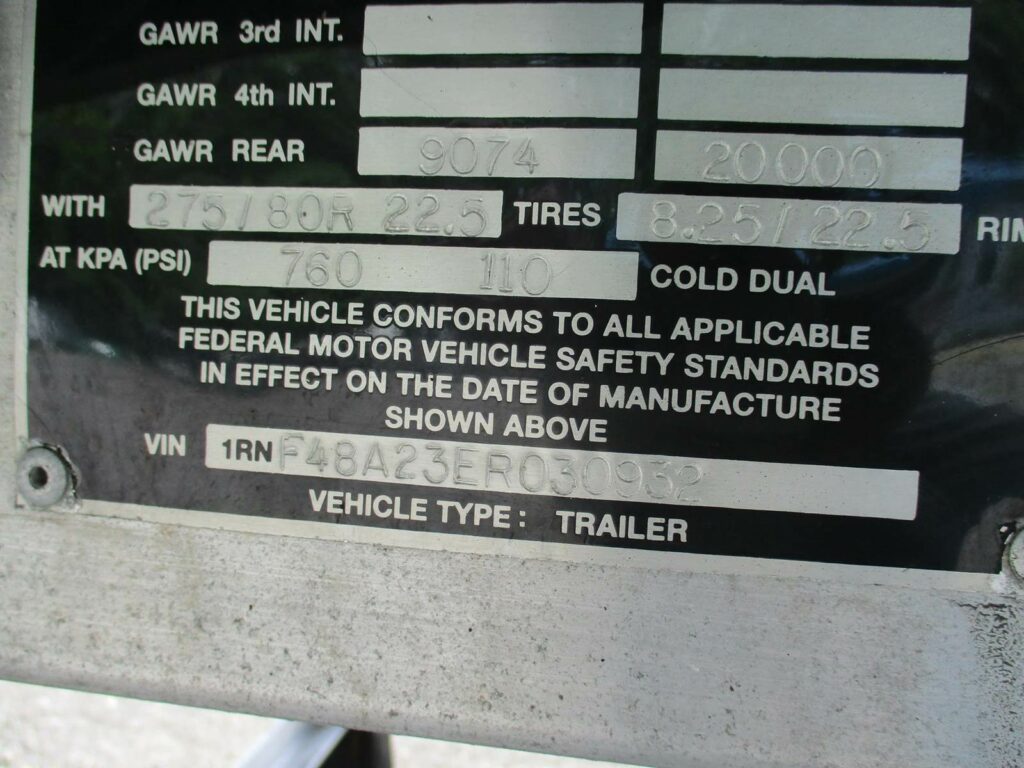 GAWR 3rd INT.
GAWR 4th INT.
GAWR REAR 9074 20000
WITH 275/80R 22.5 TIRES 8.25/22.5 RIM
AT KPA (PSI) 760 110 COLD DUAL
THIS VEHICLE CONFORMS TO ALL APPLICABLE
FEDERAL MOTOR VEHICLE SAFETY STANDARDS
IN EFFECT ON THE DATE OF MANUFACTURE
SHOWN ABOVE
VIN 1RNF48A23ER030932
VEHICLE TYPE: TRAILER